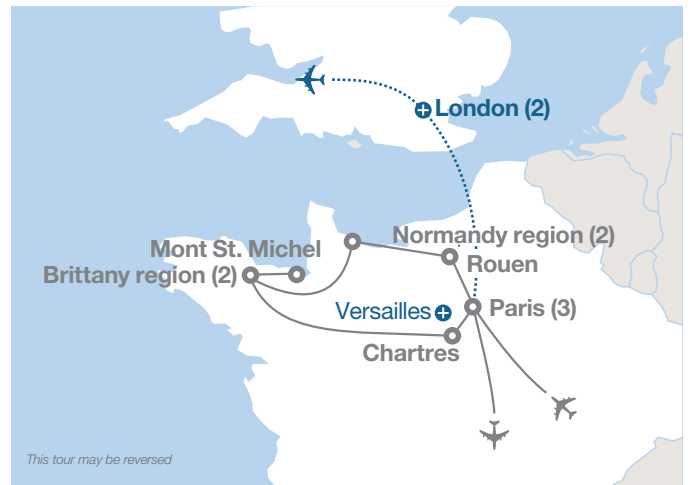 London (2)
Normandy region (2)
Mont St. Michel
Rouen
Brittany region (2)
Versailles
Paris (3)
Chartres
This tour may be reversed